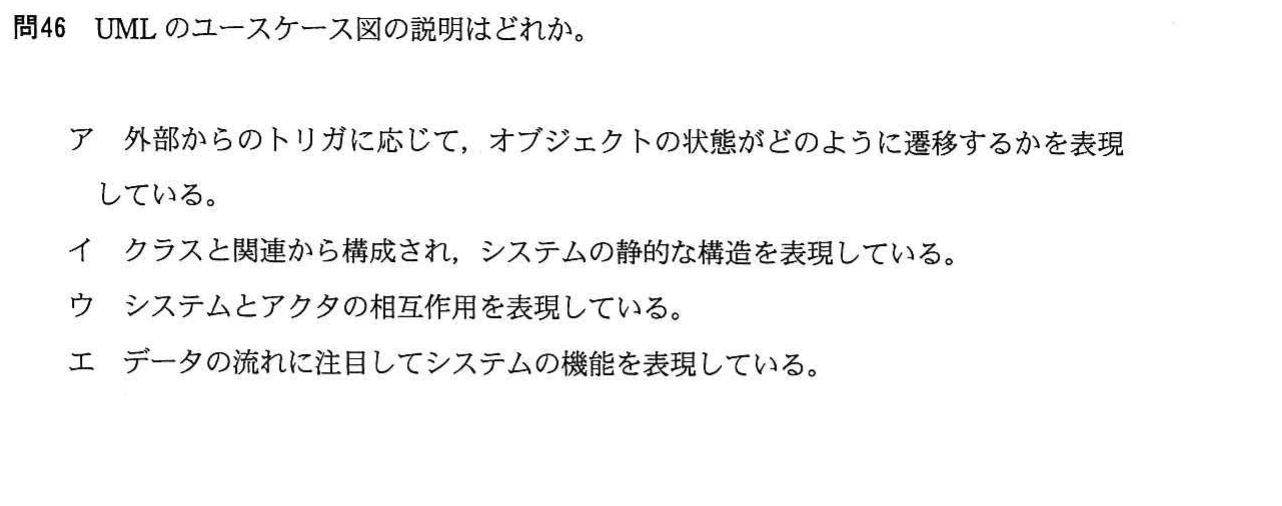 問46 UML のユースケース図の説明はどれか。
ア 外部からのトリガに応じて，オブジェクトの状態がどのように遷移するかを表現
している。
イ クラスと関連から構成され，システムの静的な構造を表現している。
ウ システムとアクタの相互作用を表現している。
エ データの流れに注目してシステムの機能を表現している。